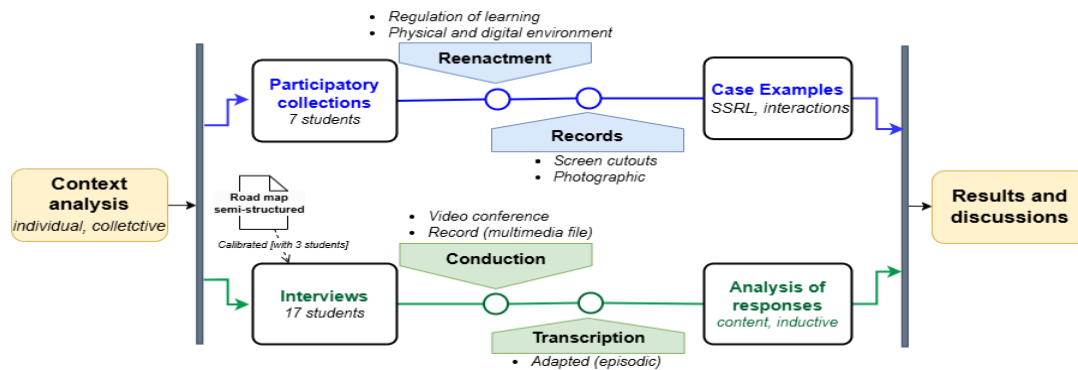 Context
analysis
individual, colletctive
• Regulation of learning
• Physical and digital environment
Reenactment
Participatory
collections
7 students
Records
• Screen cutouts
• Photographic
Case Examples
SSRL, interactions
Road map
semi-structured
Calibrated [with 3 students]
• Video conference
• Record (multimedia file)
Conduction
Interviews
17 students
Transcription
• Adapted (episodic)
Analysis of
responses
content, inductive
Results and
discussions